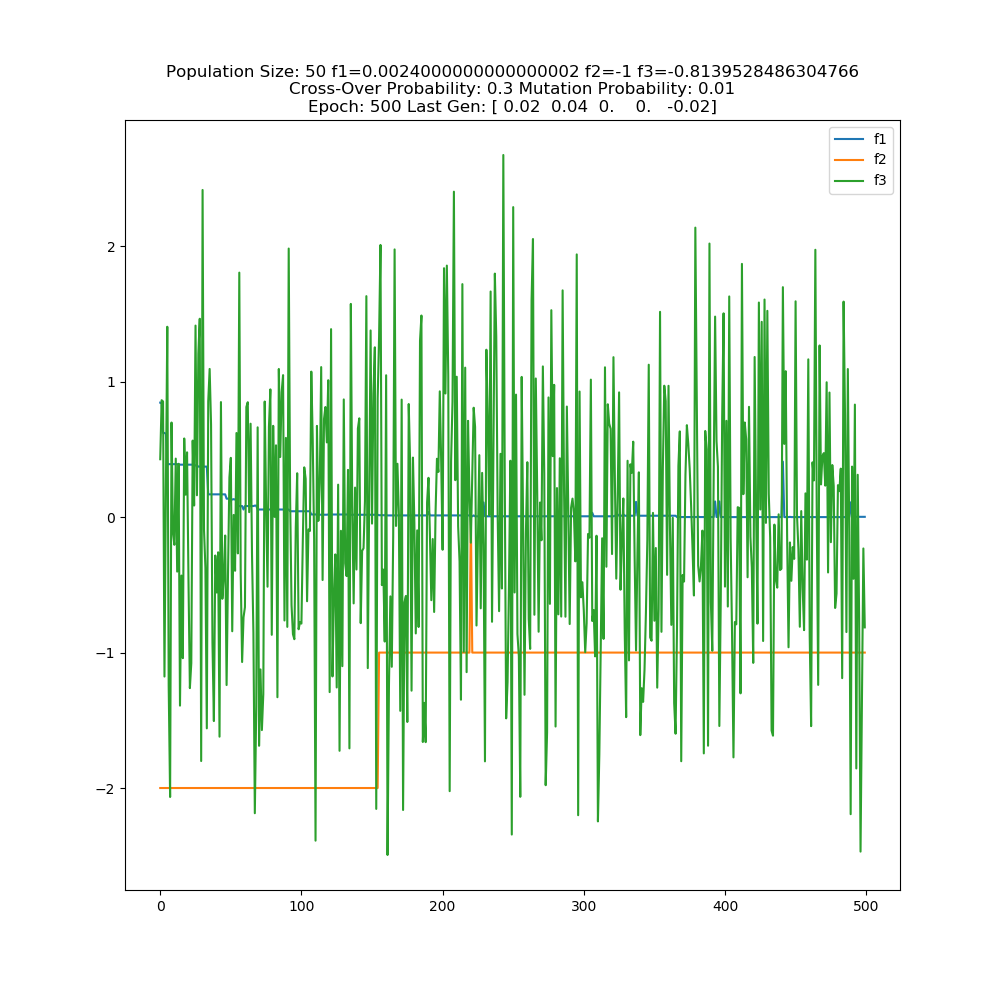 Population Size: 50 f1=0.0024000000000000002 f2=-1 f3=-0.8139528486304766
Cross-Over Probability: 0.3 Mutation Probability: 0.01
Epoch: 500 Last Gen: [ 0.02 0.04 0. 0. -0.02]
f1
f2
f3
2
1
0
−1
−2
0 100 200 300 400 500